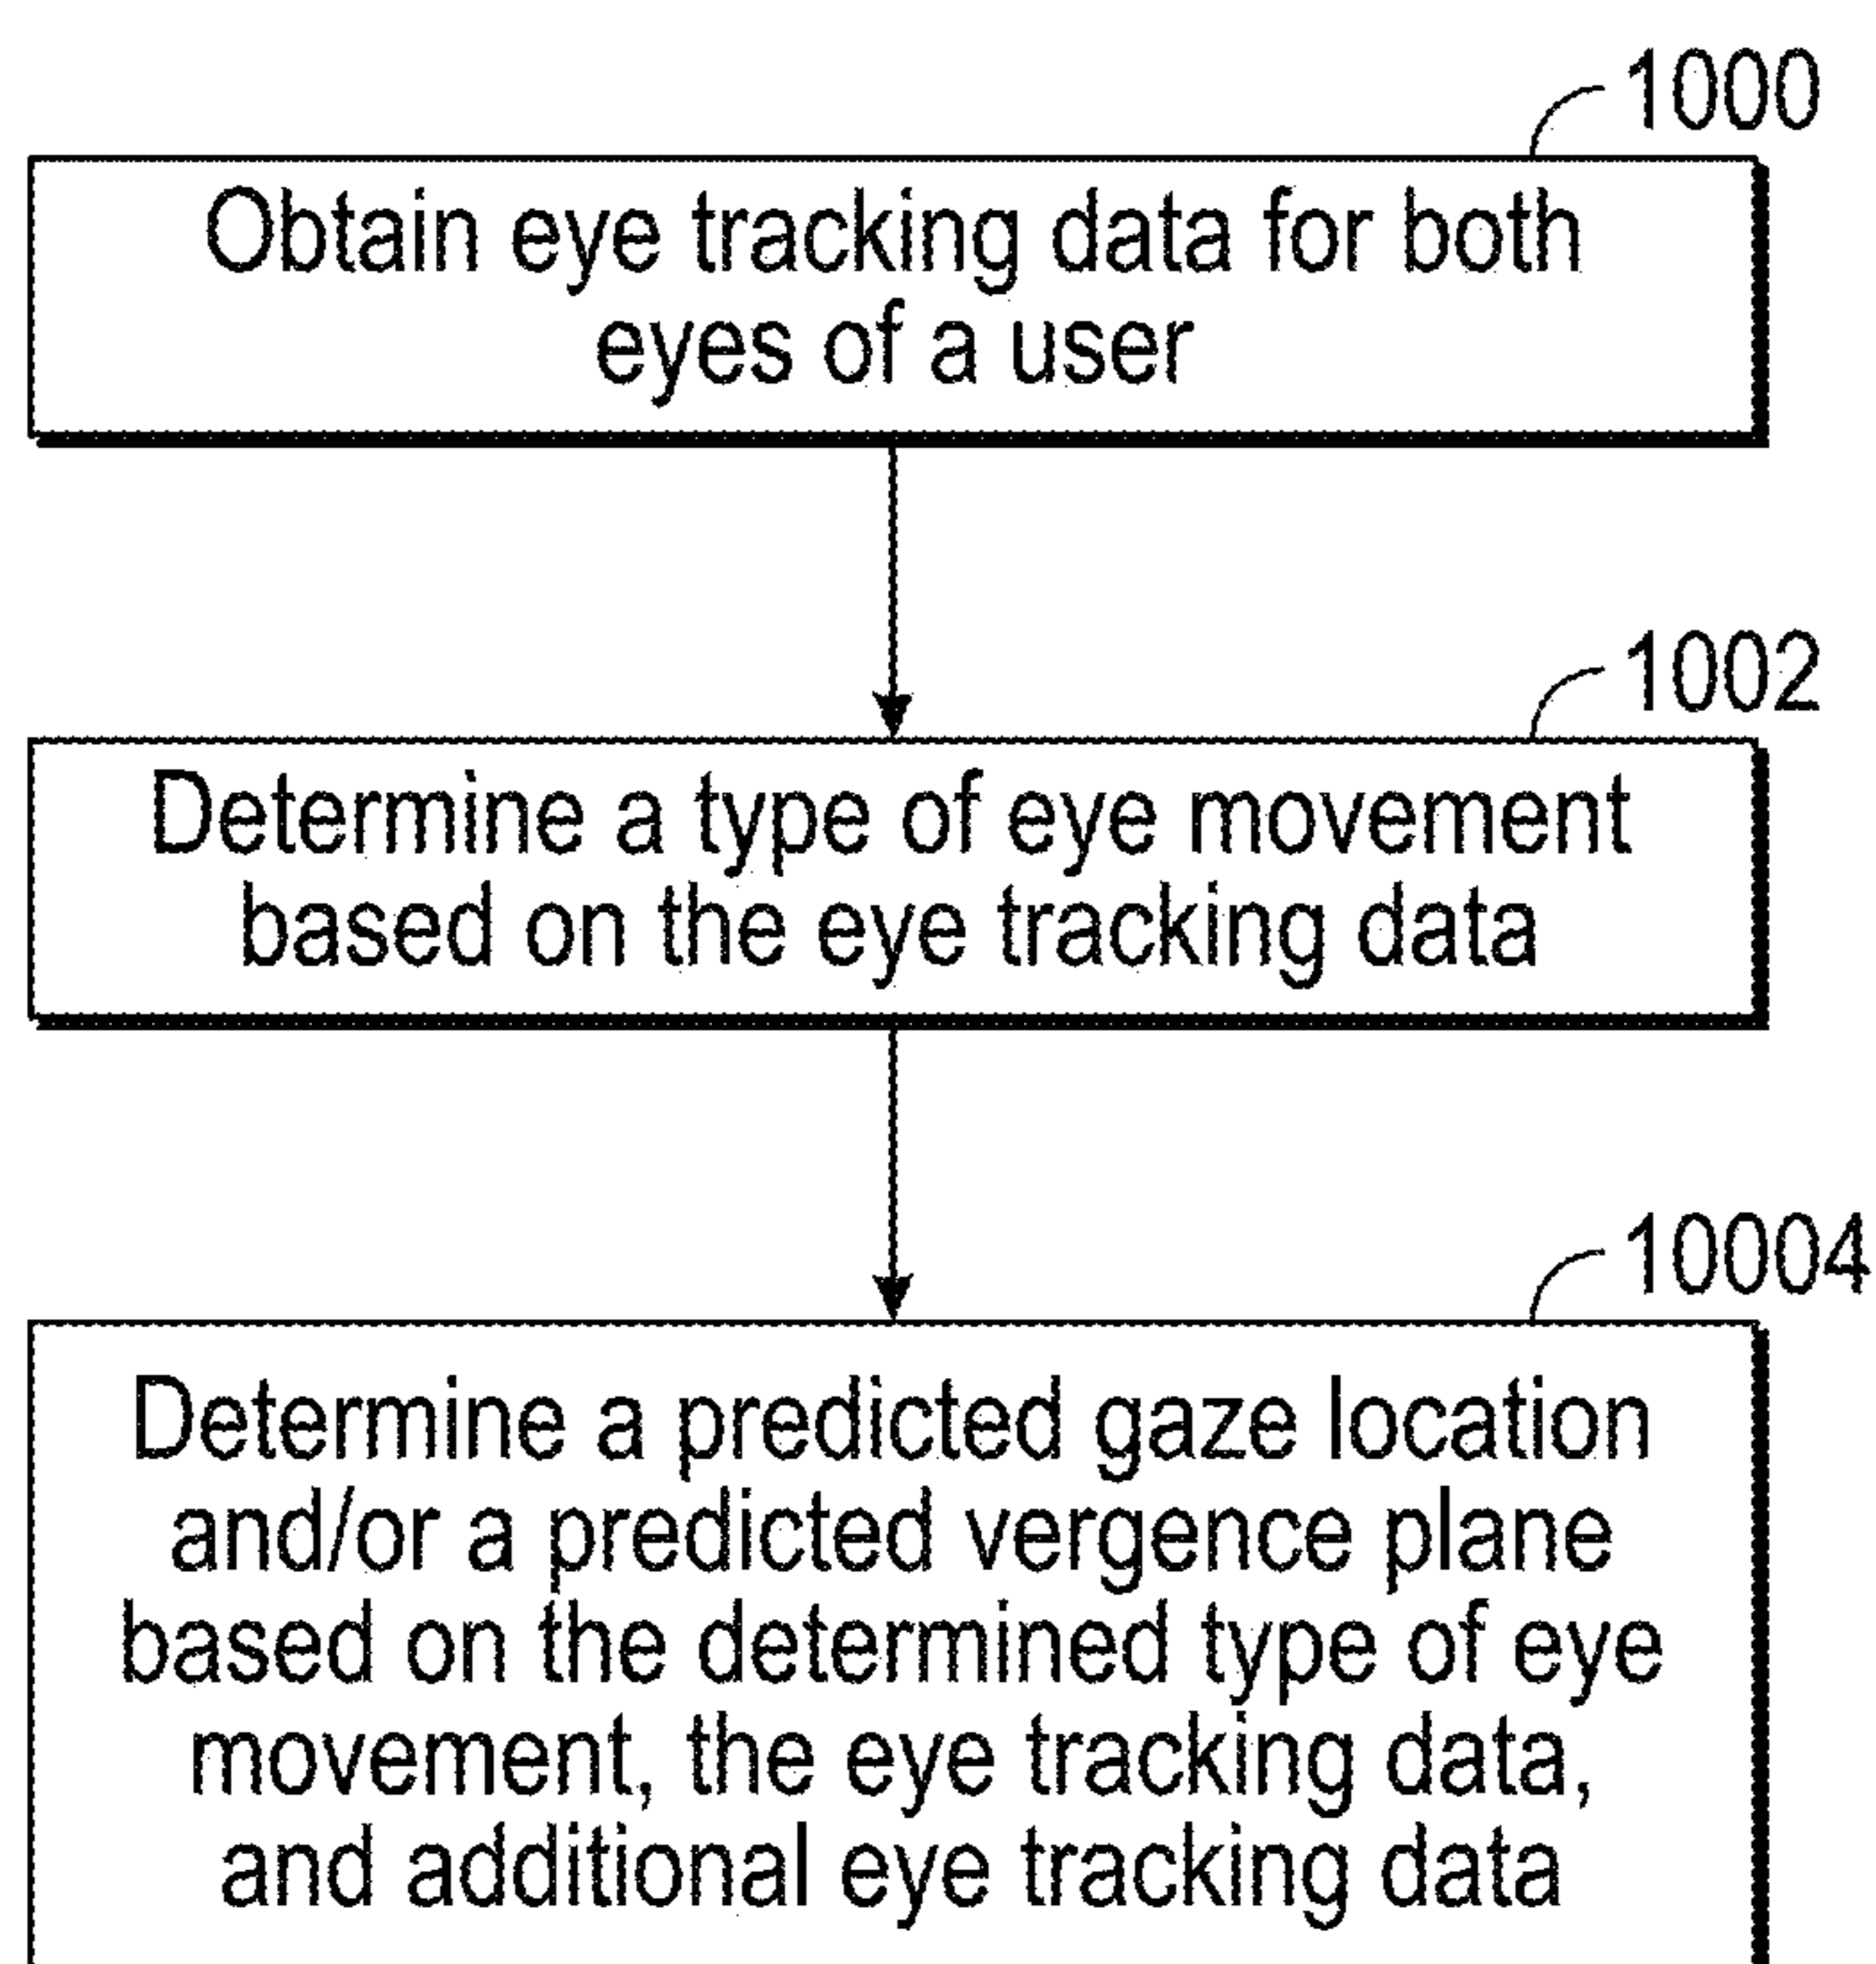 1000
Obtain eye tracking data for both
eyes of a user
1002
Determine a type of eye movement
based on the eye tracking data
10004
Determine a predicted gaze location
and/or a predicted vergence plane
based on the determined type of eye
movement, the eye tracking data,
and additional eye tracking data